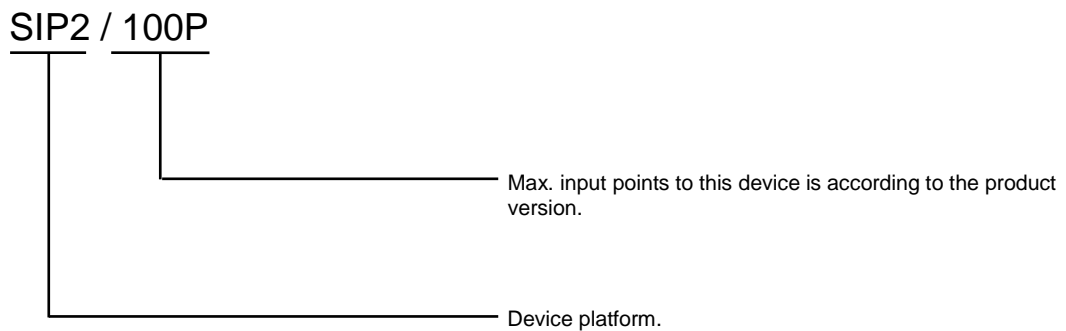 SIP2 / 100P
Max. input points to this device is according to the product
version.
Device platform.